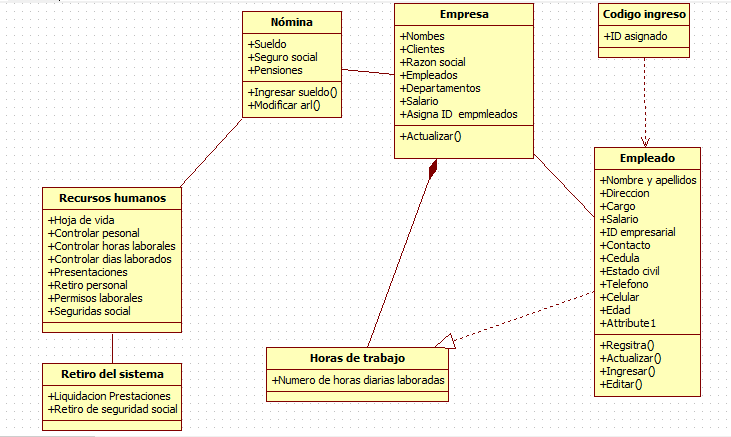 Nómina
+Sueldo
+Seguro social
+Pensiones
+Ingresar sueldo()
+Modificar arl()
Empresa
+Nombes
+Clientes
+Razon social
+Empleados
+Departamentos
+Salario
+Asigna ID empmleados
+Actualizar()
Codigo ingreso
+ID asignado
Empleado
+Nombre y apellidos
+Direccion
+Cargo
+Salario
+ID empresarial
+Contacto
+Cedula
+Estado civil
+Telefono
+Celular
+Edad
+Attribute1
+Regsitra()
+Actualizar()
+Ingresar()
+Editar()
Recursos humanos
+Hoja de vida
+Controlar pesonal
+Controlar horas laborales
+Controlar dias laborados
+Presentaciones
+Retiro personal
+Permisos laborales
+Seguridas social
Horas de trabajo
+Numero de horas diarias laboradas
Retiro del sistema
+Liquidacion Prestaciones
+Retiro de seguridad social